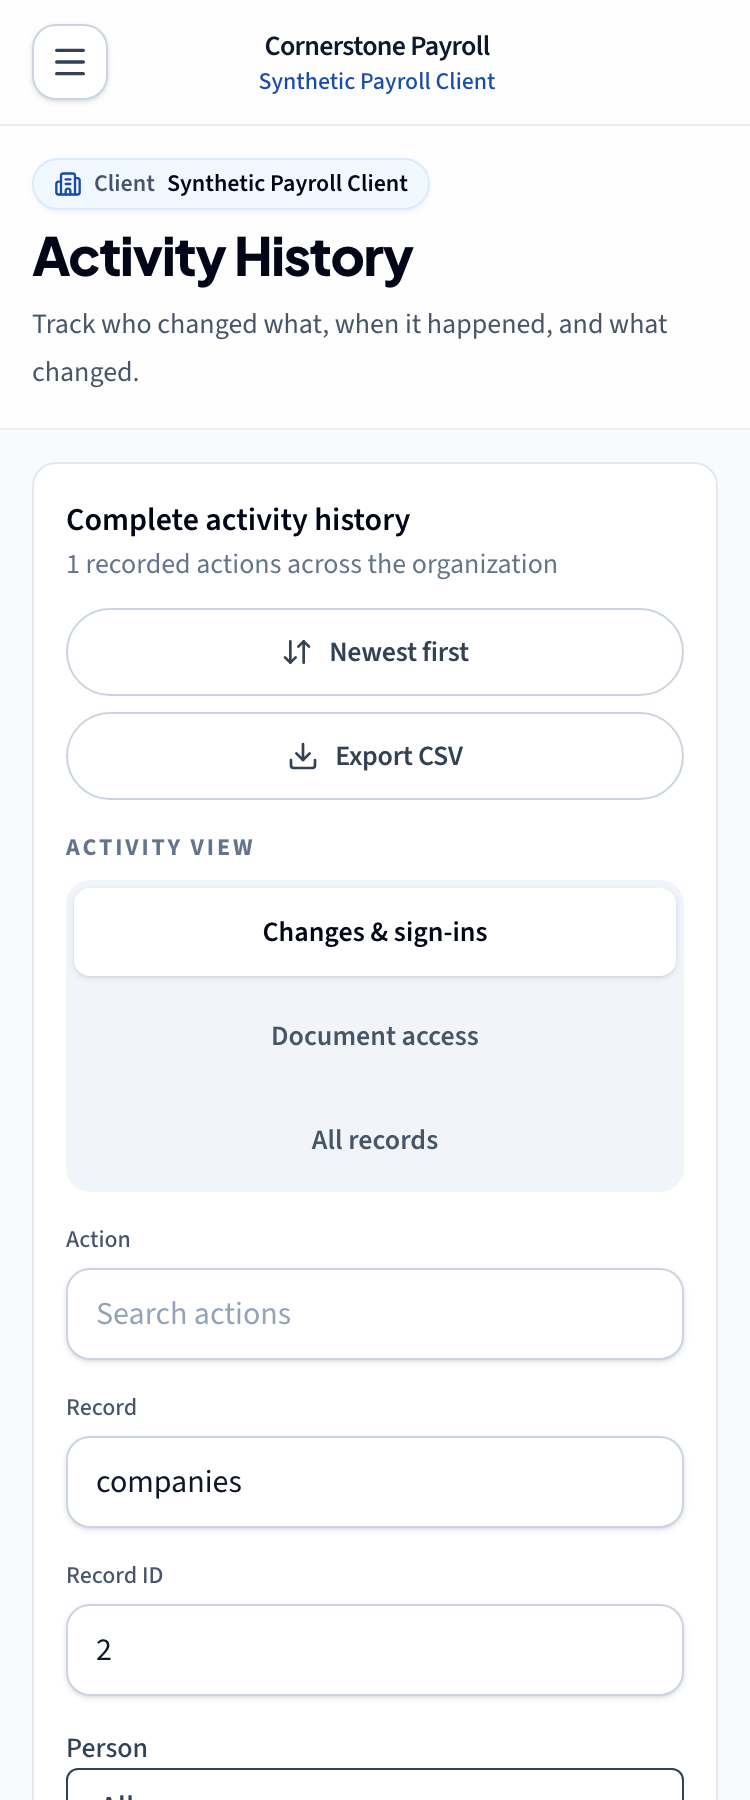 Cornerstone Payroll
Synthetic Payroll Client
Client Synthetic Payroll Client
Activity History
Track who changed what, when it happened, and what
changed.
Complete activity history
1 recorded actions across the organization
Newest first
Export CSV
ACTIVITY VIEW
Changes & sign-ins
Document access
All records
Action
Search actions
Record
companies
Record ID
2
Person